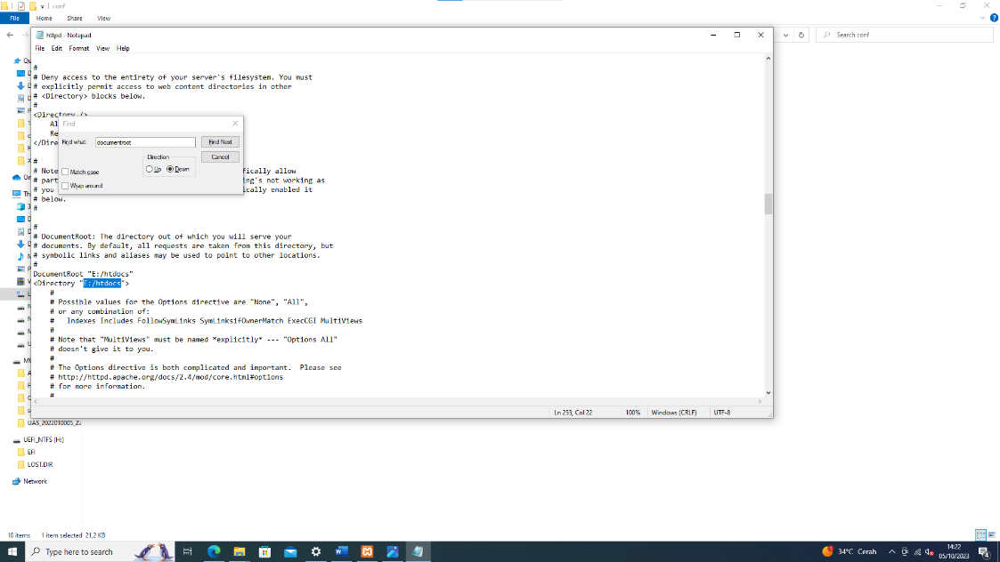 conf
File Home Share View
Search conf
httpd - Notepad
File Edit Format View Help
#
# Deny access to the entirety of your server's filesystem. You must
# explicitly permit access to web content directories in other
# <Directory> blocks below.
#
<Directory />
Al
Re
</Dire
#
# Note fically allow
# part ing's not working as
# you ically enabled it
# below.
#
Find
Find what: documentroot Find Next
Direction Cancel
Up Down
Match case
Wrap around
#
# DocumentRoot: The directory out of which you will serve your
# documents. By default, all requests are taken from this directory, but
# symbolic links and aliases may be used to point to other locations.
#
DocumentRoot "E:/htdocs"
<Directory "E:/htdocs">
#
# Possible values for the Options directive are "None", "All",
# or any combination of:
#   Indexes Includes FollowSymLinks SymLinksifOwnerMatch ExecCGI MultiViews
#
# Note that "MultiViews" must be named *explicitly* --- "Options All"
# doesn't give it to you.
#
# The Options directive is both complicated and important.  Please see
# http://httpd.apache.org/docs/2.4/mod/core.html#options
# for more information.
#
Ln 253, Col 22 100% Windows (CRLF) UTF-8
UEFI_NTFS (H:)
EFI
LOST.DIR
Network
10 items 1 item selected 21,2 KB
Type here to search
34°C Cerah
14:22
05/10/2023
4